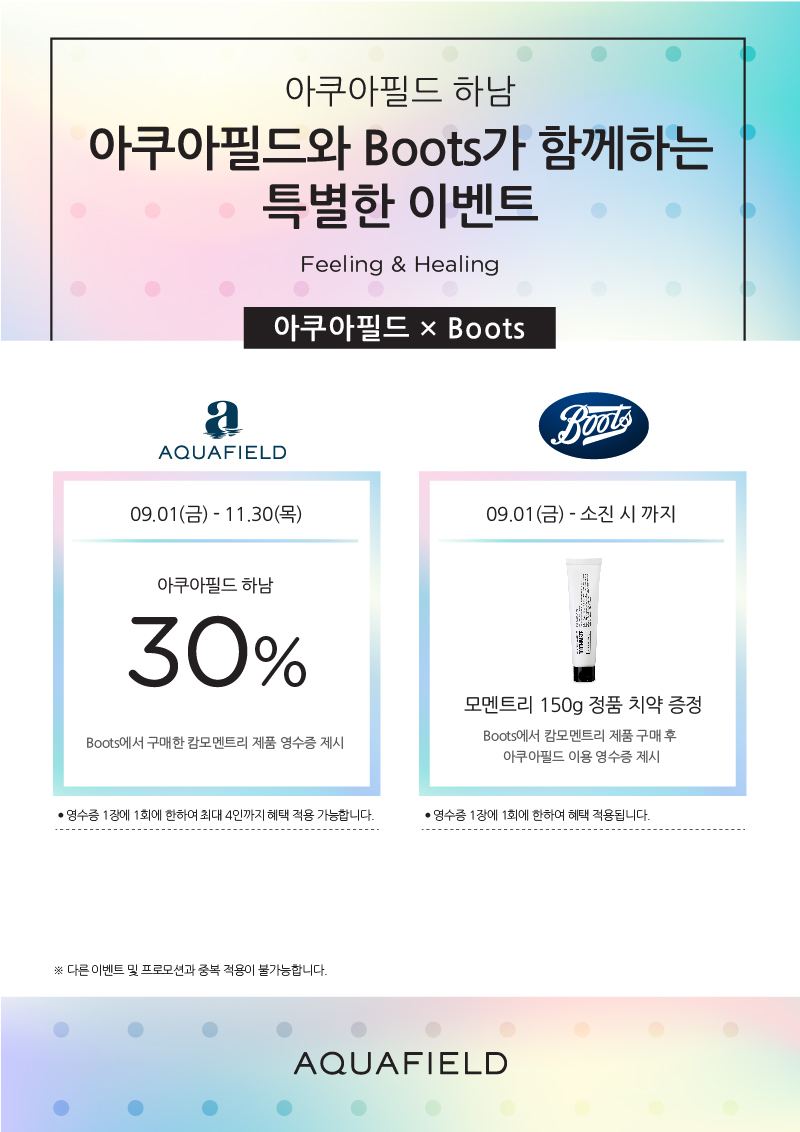 아쿠아필드 하남
아쿠아필드와 Boots가 함께하는
특별한 이벤트
Feeling & Healing
아쿠아필드 × Boots
a
AQUAFIELD
09.01(금) - 11.30(목)
아쿠아필드 하남
30%
Boots에서 구매한 캄모멘트리 제품 영수증 제시
• 영수증 1장에 1회에 한하여 최대 4인까지 혜택 적용 가능합니다.
Boots
09.01(금) - 소진 시 까지
모멘트리 150g 정품 치약 증정
Boots에서 캄모멘트리 제품 구매 후
아쿠아필드 이용 영수증 제시
• 영수증 1장에 1회에 한하여 혜택 적용됩니다.
※ 다른 이벤트 및 프로모션과 중복 적용이 불가능합니다.
AQUAFIELD